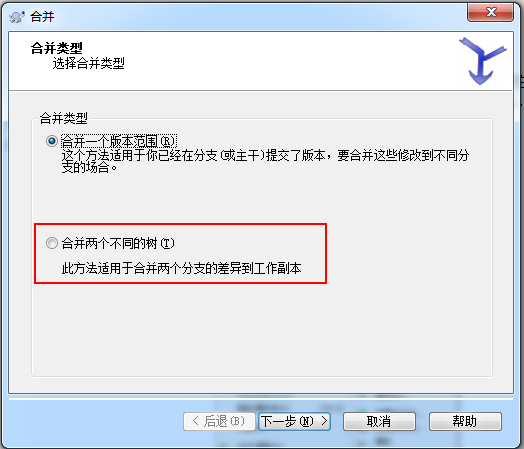 合并
合并类型
选择合并类型
合并类型
合并一个版本范围(R)
这个方法适用于你已经在分支(或主干)提交了版本，要合并这些修改到不同分
支的场合。
合并两个不同的树(T)
此方法适用于合并两个分支的差异到工作副本
< 后退(B) 下一步(N) > 取消 帮助